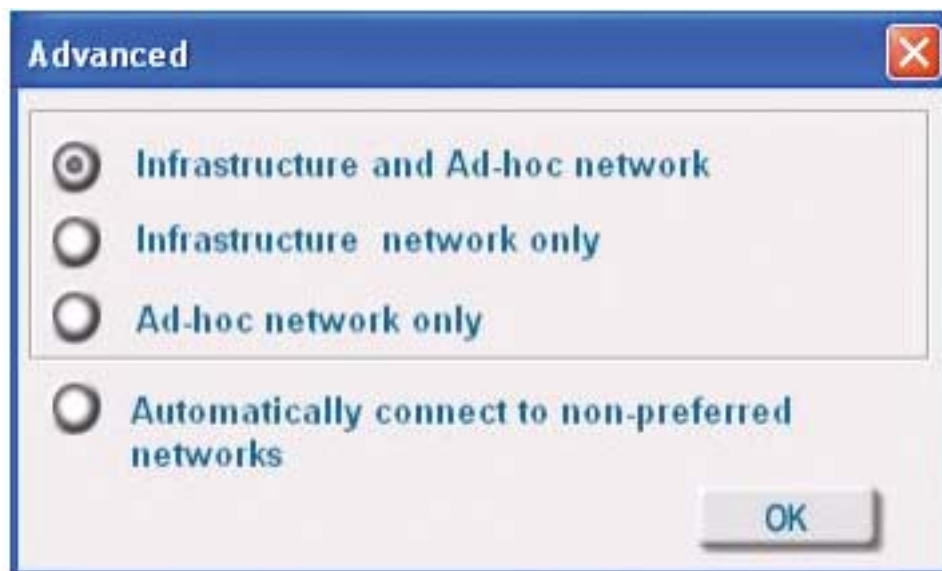 Advanced
Infrastructure and Ad-hoc network
Infrastructure network only
Ad-hoc network only
Automatically connect to non-preferred
networks
OK